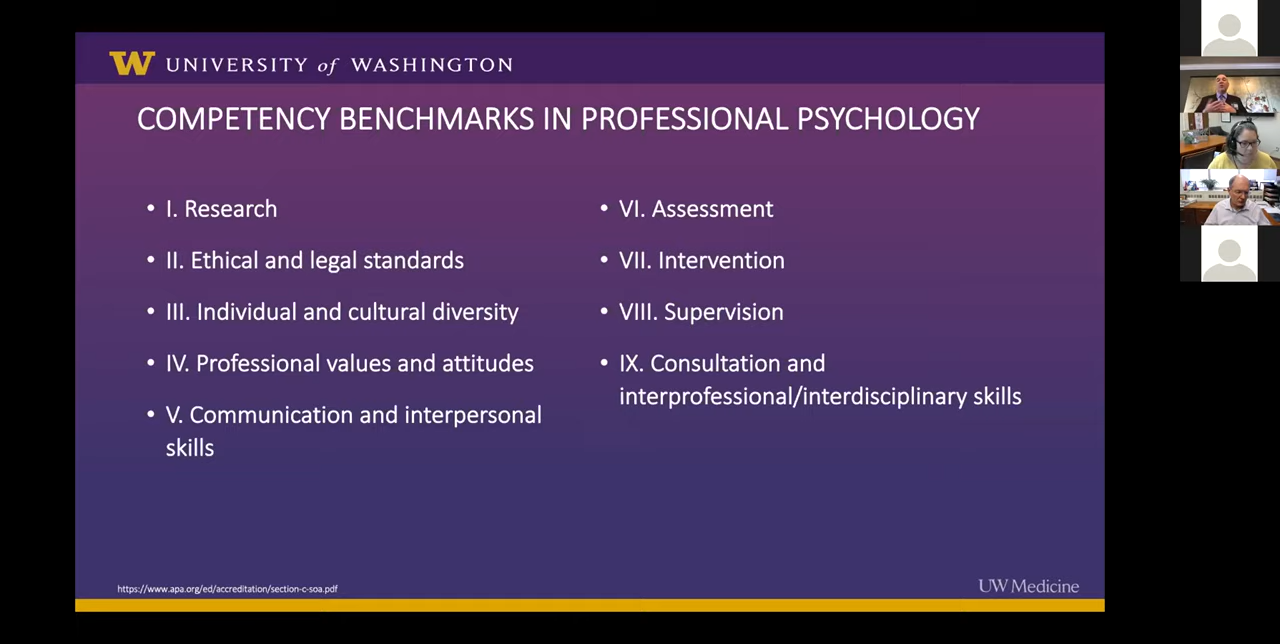 W UNIVERSITY of WASHINGTON
COMPETENCY BENCHMARKS IN PROFESSIONAL PSYCHOLOGY
• I. Research
• II. Ethical and legal standards
• III. Individual and cultural diversity
• IV. Professional values and attitudes
• V. Communication and interpersonal
skills
• VI. Assessment
• VII. Intervention
• VIII. Supervision
• IX. Consultation and
interprofessional/interdisciplinary skills
https://www.apa.org/ed/accreditation/section-c-soa.pdf
UW Medicine